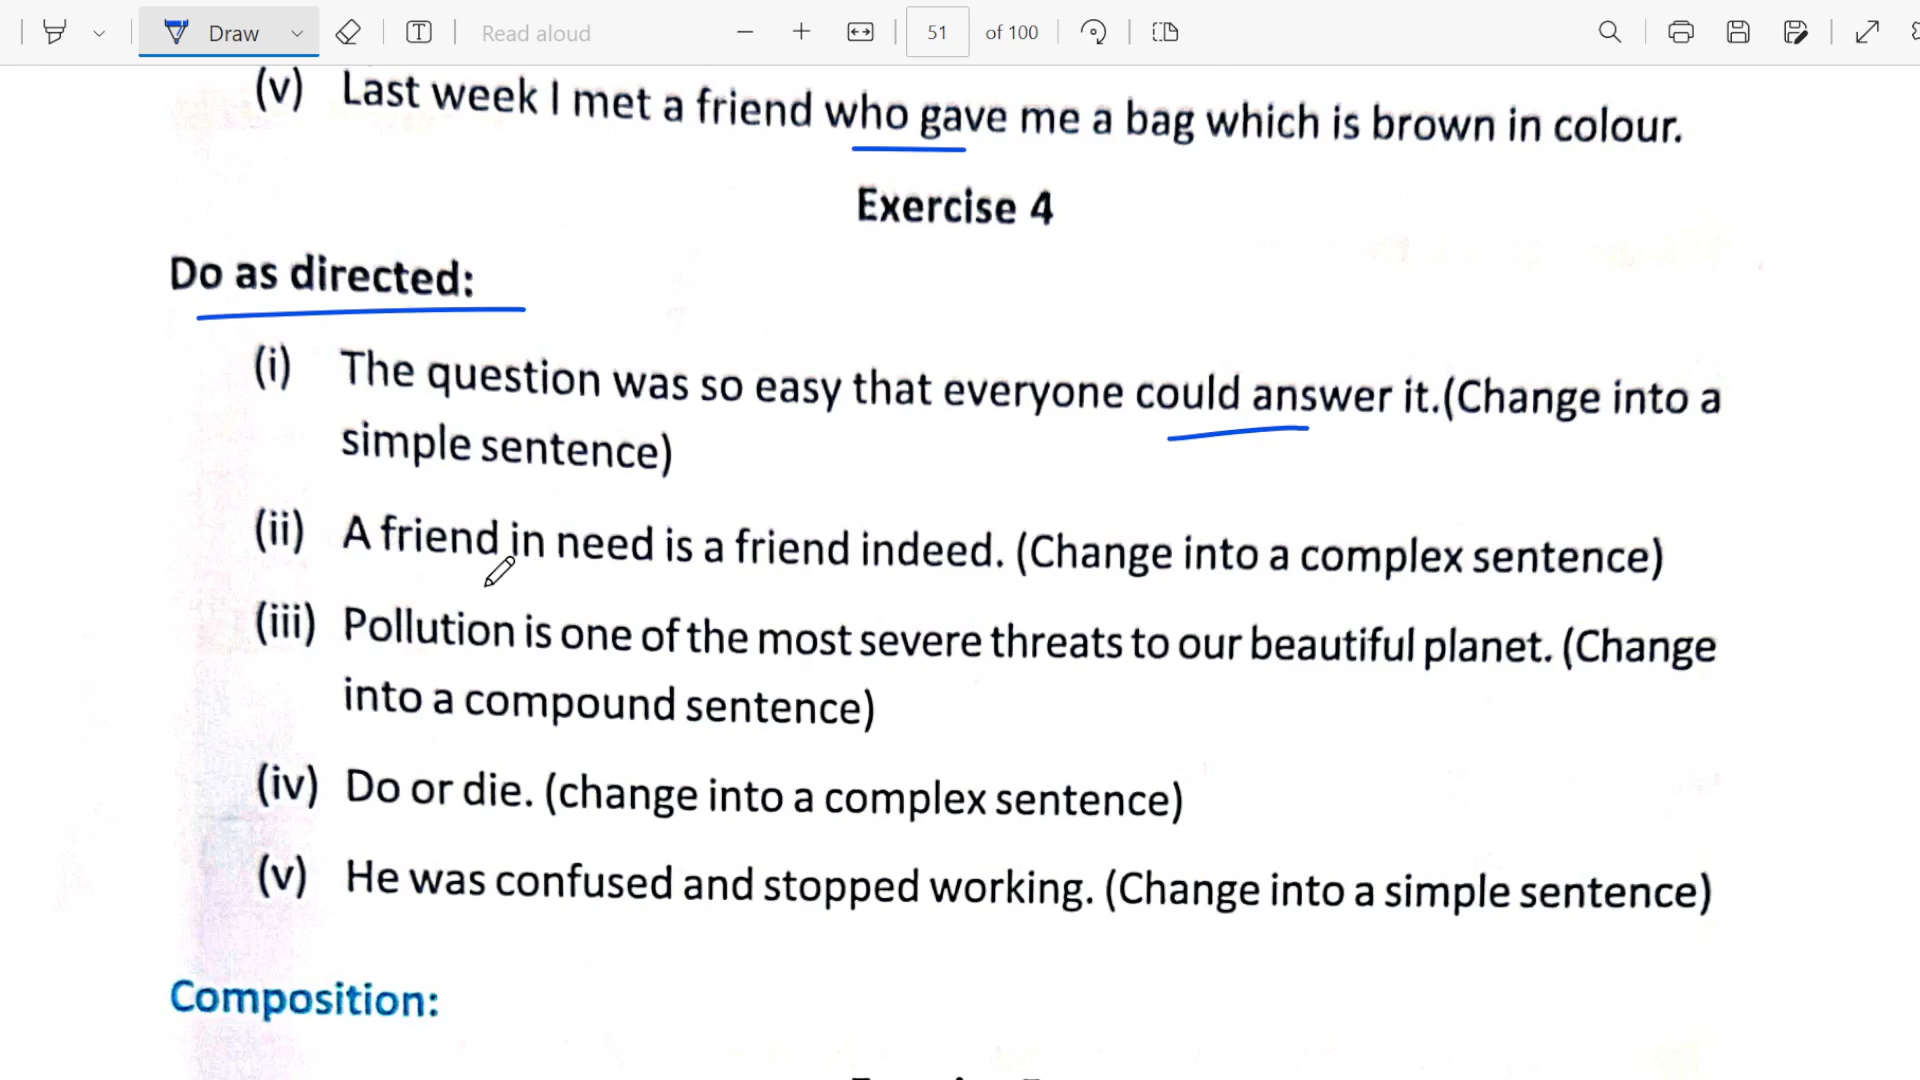 Draw
Read aloud
51 of 100
(v) Last week I met a friend who gave me a bag which is brown in colour.
Exercise 4
Do as directed:
(i) The question was so easy that everyone could answer it.(Change into a
simple sentence)
(ii) A friend in need is a friend indeed. (Change into a complex sentence)
(iii) Pollution is one of the most severe threats to our beautiful planet. (Change
into a compound sentence)
(iv) Do or die. (change into a complex sentence)
(v) He was confused and stopped working. (Change into a simple sentence)
Composition: